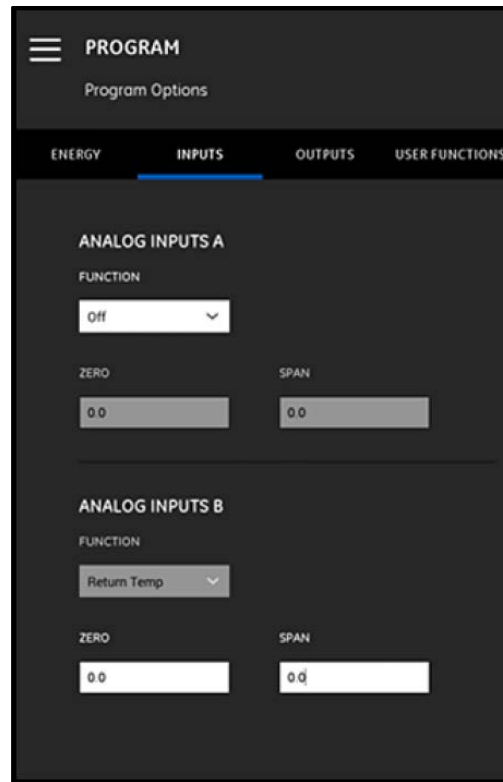 PROGRAM
Program Options
ENERGY INPUTS OUTPUTS USER FUNCTIONS
ANALOG INPUTS A
FUNCTION
Off
ZERO SPAN
0.0 0.0
ANALOG INPUTS B
FUNCTION
Return Temp
ZERO SPAN
0.0 0.0